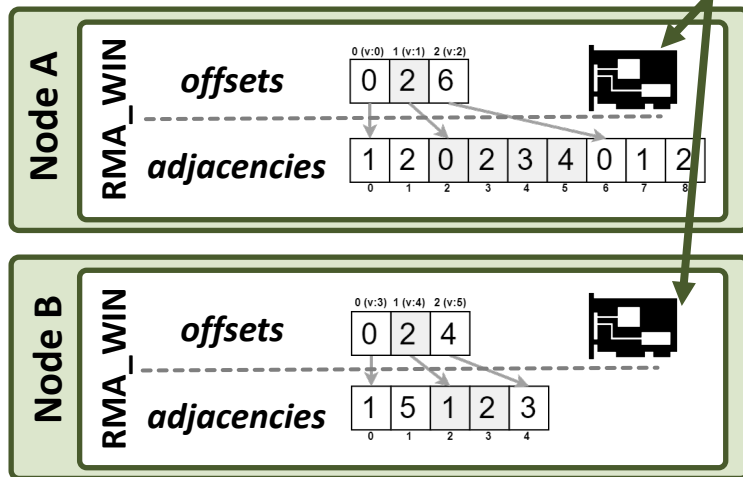 Node A
RMA_WIN
0 (v:0) 1 (v:1) 2 (v:2)
offsets 0 2 6
adjacencies 1 2 0 2 3 4 0 1 2
0 1 2 3 4 5 6 7 8
Node B
RMA_WIN
0 (v:3) 1 (v:4) 2 (v:5)
offsets 0 2 4
adjacencies 1 5 1 2 3
0 1 2 3 4